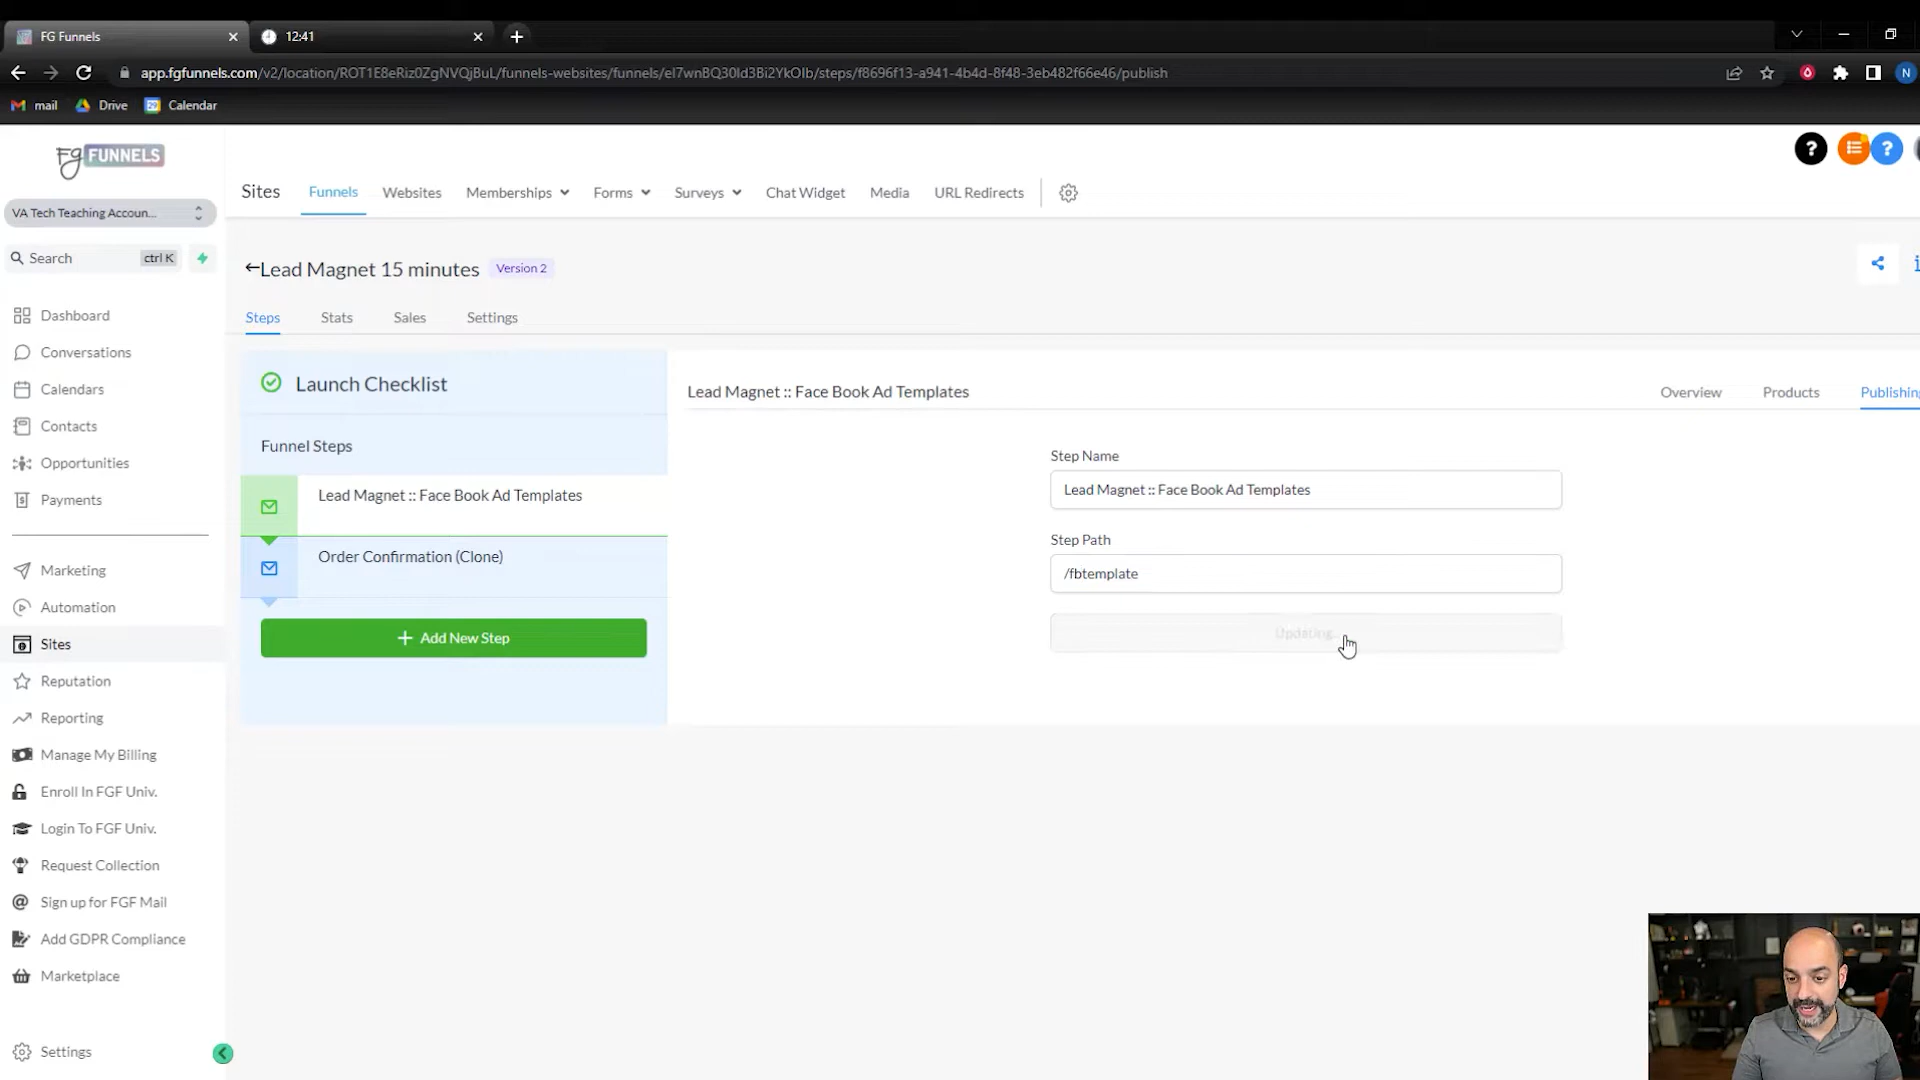 FG Funnels
12:41
app.fgfunnels.com/v2/location/ROT1E8eRiz0ZgNVQjBuL/funnels-websites/funnels/eI7wnBQ30Id3Bi2YkOIb/steps/f8696f13-a941-4b4d-8f48-3eb482f66e46/publish
N
mail
Drive
Calendar
Fg FUNNELS
VA Tech Teaching Accoun...
Search
ctrl K
Dashboard
Conversations
Calendars
Contacts
Opportunities
Payments
Marketing
Automation
Sites
Reputation
Reporting
Manage My Billing
Enroll In FGF Univ.
Login To FGF Univ.
Request Collection
Sign up for FGF Mail
Add GDPR Compliance
Marketplace
Settings
Sites
Funnels
Websites
Memberships
Forms
Surveys
Chat Widget
Media
URL Redirects
Lead Magnet 15 minutes
Version 2
Steps
Stats
Sales
Settings
Launch Checklist
Funnel Steps
Lead Magnet :: Face Book Ad Templates
Order Confirmation (Clone)
+ Add New Step
Lead Magnet :: Face Book Ad Templates
Overview
Products
Publishing
Step Name
Lead Magnet :: Face Book Ad Templates
Step Path
/fbtemplate
Updating..